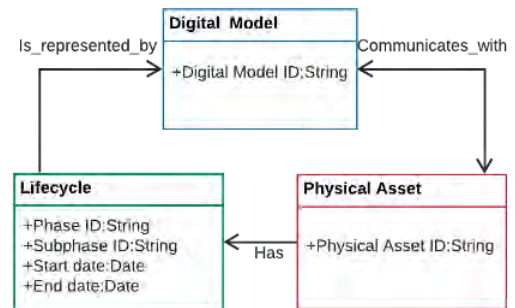 Digital Model
Is_represented_by
Communicates_with
+Digital Model ID:String
Lifecycle
+Phase ID:String
+Subphase ID:String
+Start date:Date
+End date:Date
Has
Physical Asset
+Physical Asset ID:String